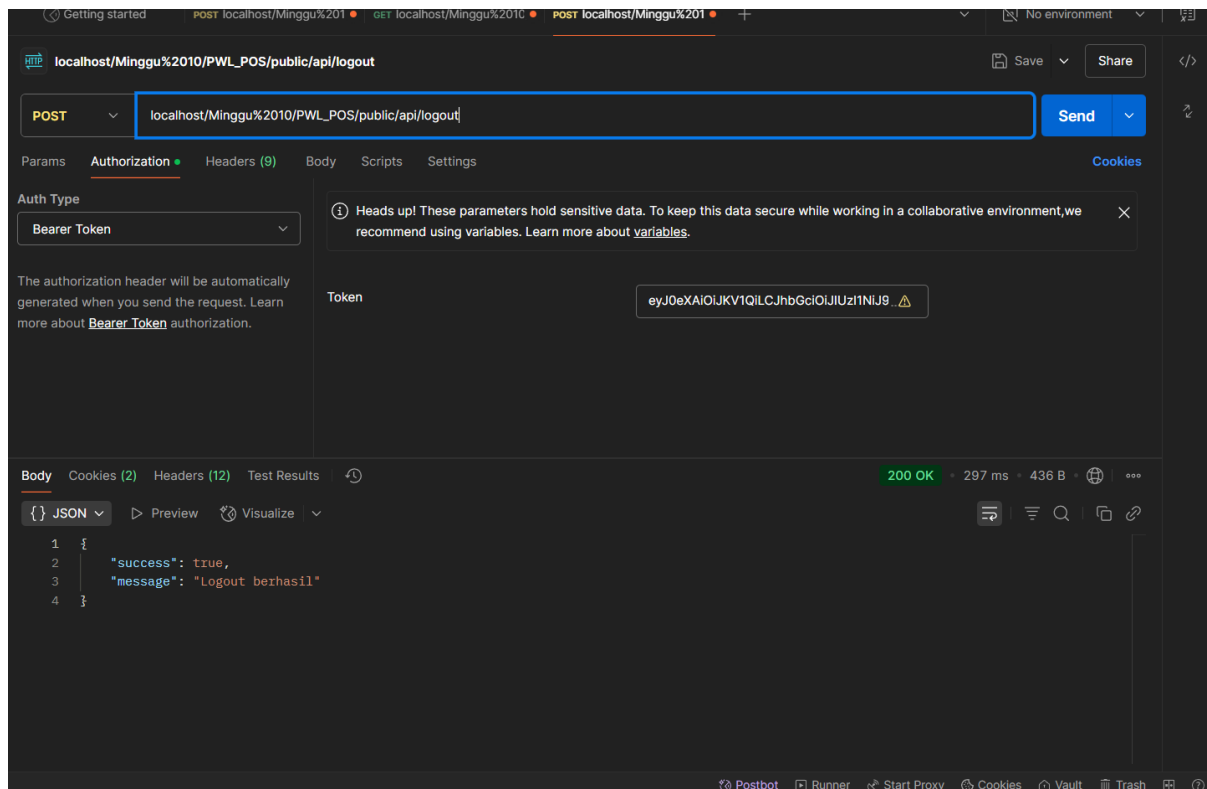 Getting started POST localhost/Minggu%201 GET localhost/Minggu%2010 POST localhost/Minggu%201 + No environment
HTTP localhost/Minggu%2010/PWL_POS/public/api/logout Save Share
POST localhost/Minggu%2010/PWL_POS/public/api/logout Send
Params Authorization Headers (9) Body Scripts Settings Cookies
Auth Type
Bearer Token
Heads up! These parameters hold sensitive data. To keep this data secure while working in a collaborative environment,we
recommend using variables. Learn more about variables.
The authorization header will be automatically
generated when you send the request. Learn
more about Bearer Token authorization.
Token eyJ0eXAiOiJKV1QiLCJhbGciOiJIUzI1NiJ9...
Body Cookies (2) Headers (12) Test Results 200 OK 297 ms 436 B
{} JSON Preview Visualize
1 {
2 "success": true,
3 "message": "Logout berhasil"
4 }
Postbot Runner Start Proxy Cookies Vault Trash